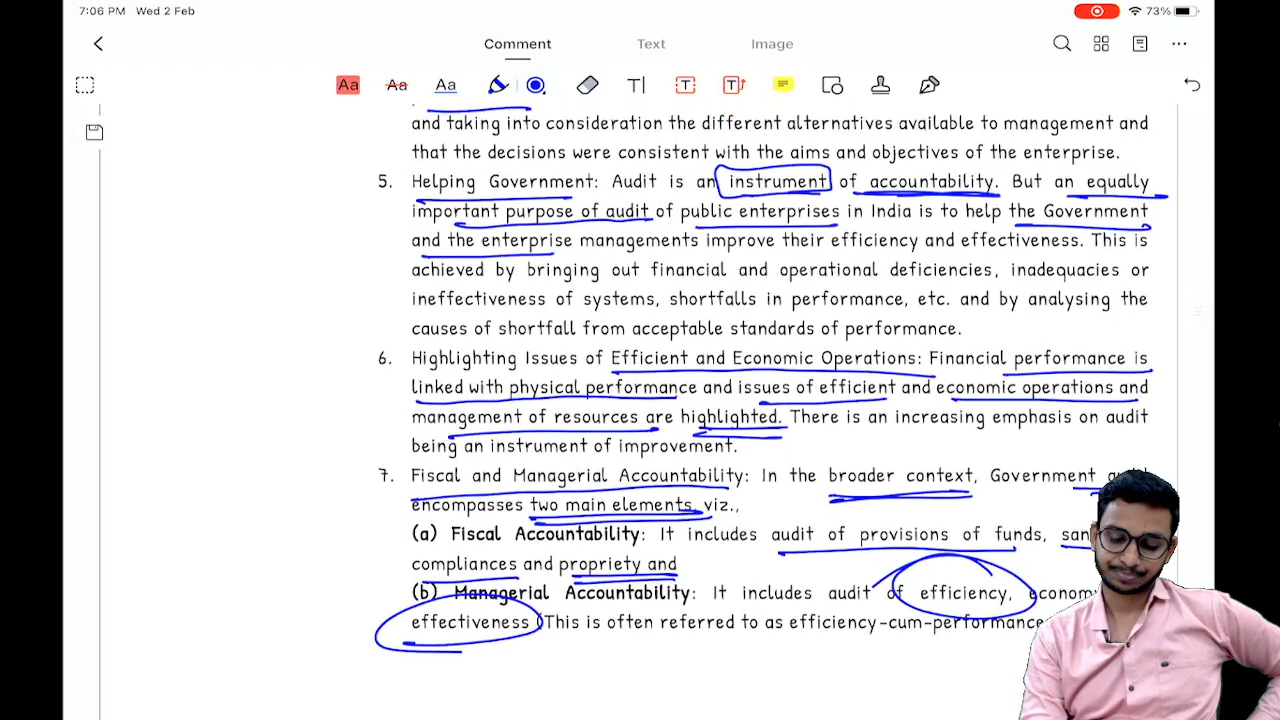 7:06 PM Wed 2 Feb 73%
Comment Text Image
Aa Aa Aa T T T
and taking into consideration the different alternatives available to management and
that the decisions were consistent with the aims and objectives of the enterprise.
5. Helping Government: Audit is an instrument of accountability. But an equally
important purpose of audit of public enterprises in India is to help the Government
and the enterprise managements improve their efficiency and effectiveness. This is
achieved by bringing out financial and operational deficiencies, inadequacies or
ineffectiveness of systems, shortfalls in performance, etc. and by analysing the
causes of shortfall from acceptable standards of performance.
6. Highlighting Issues of Efficient and Economic Operations: Financial performance is
linked with physical performance and issues of efficient and economic operations and
management of resources are highlighted. There is an increasing emphasis on audit
being an instrument of improvement.
7. Fiscal and Managerial Accountability: In the broader context, Government
encompasses two main elements, viz.,
(a) Fiscal Accountability: It includes audit of provisions of funds,
compliances and propriety and
(b) Managerial Accountability: It includes audit of efficiency,
effectiveness (This is often referred to as efficiency-cum-performance